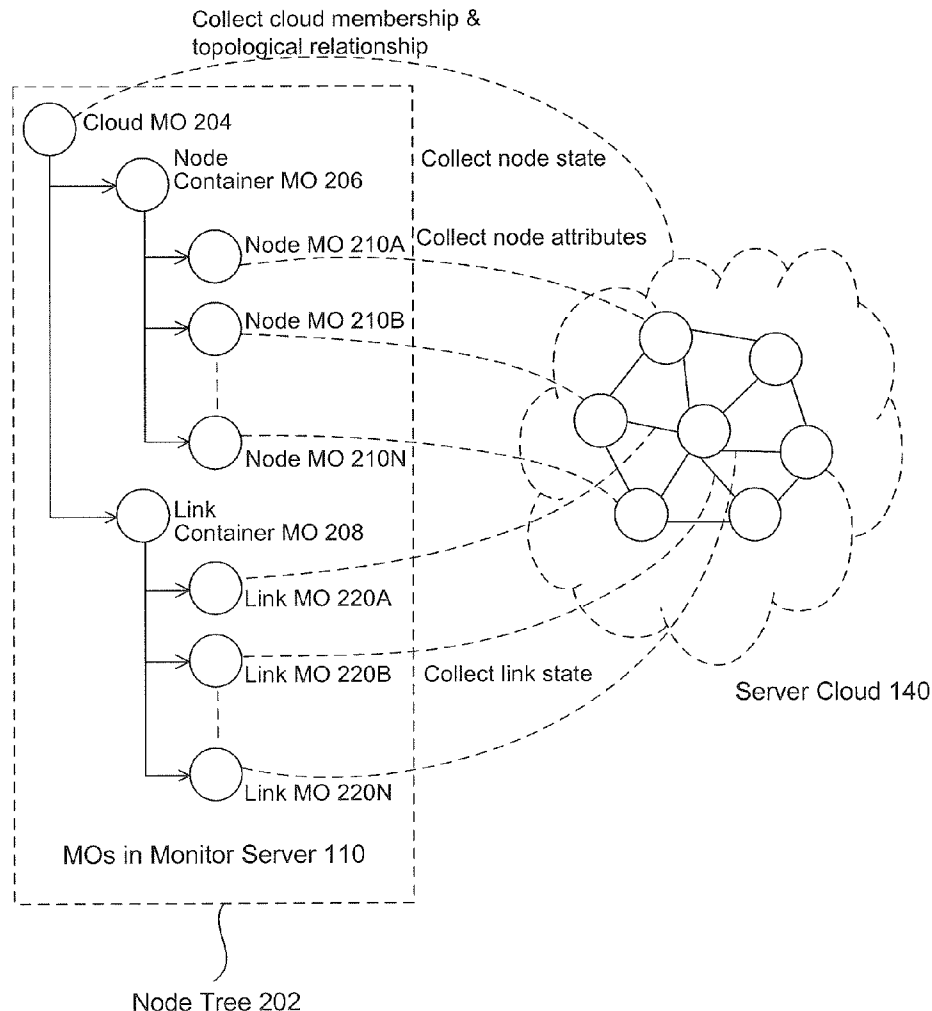 Collect cloud membership &
topological relationship
Cloud MO 204
Node
Container MO 206
Collect node state
Node MO 210A
Collect node attributes
Node MO 210B
Node MO 210N
Link
Container MO 208
Link MO 220A
Link MO 220B
Collect link state
Server Cloud 140
Link MO 220N
MOs in Monitor Server 110
Node Tree 202